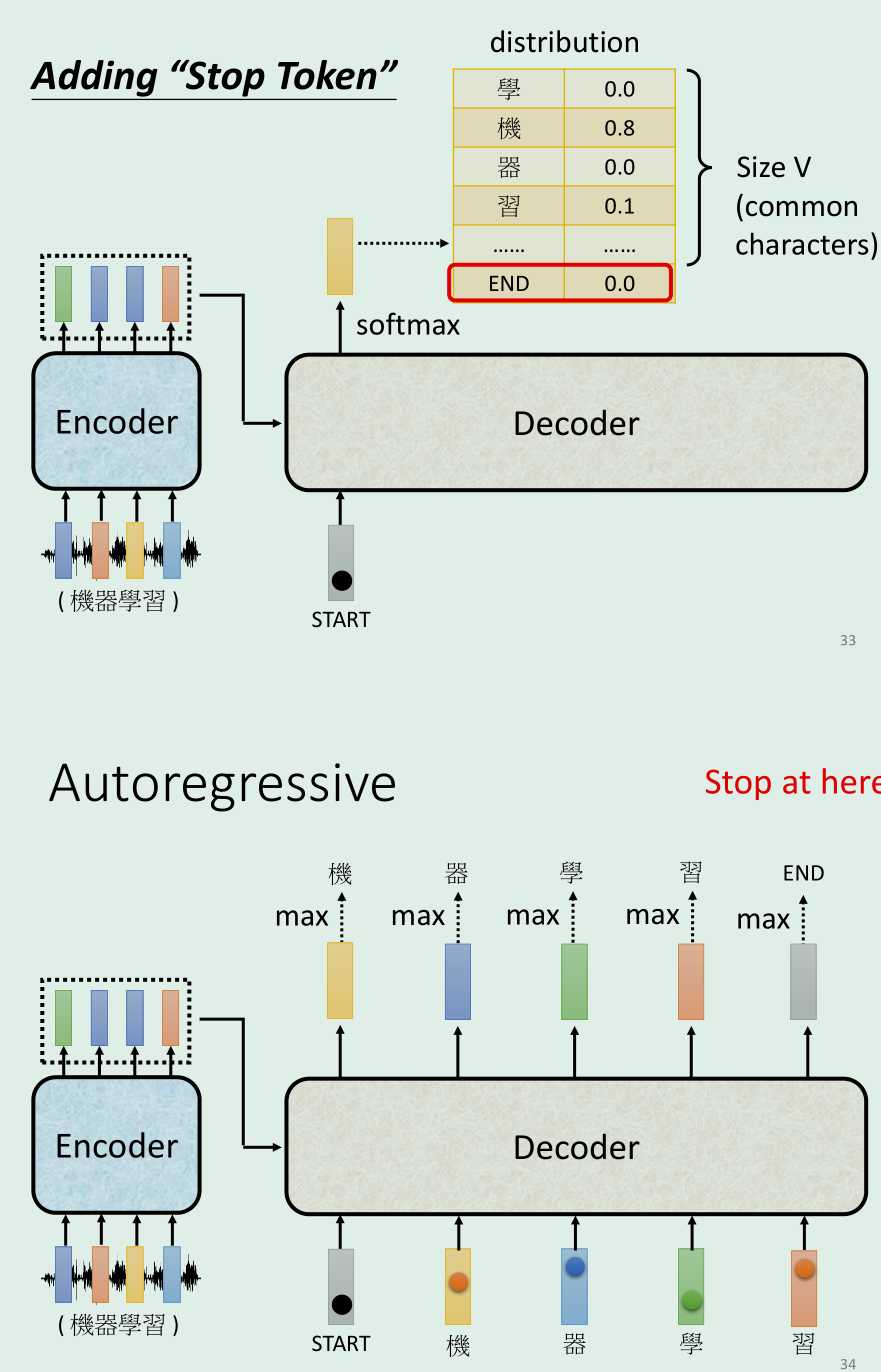 Adding “Stop Token”
distribution
學 0.0
機 0.8
器 0.0
習 0.1
…… ……
END 0.0
Size V
(common
characters)
softmax
Encoder
Decoder
( 機器學習 )
START
33
Autoregressive
Stop at here
機 器 學 習 END
max max max max max
Encoder
Decoder
( 機器學習 )
START 機 器 學 習
34